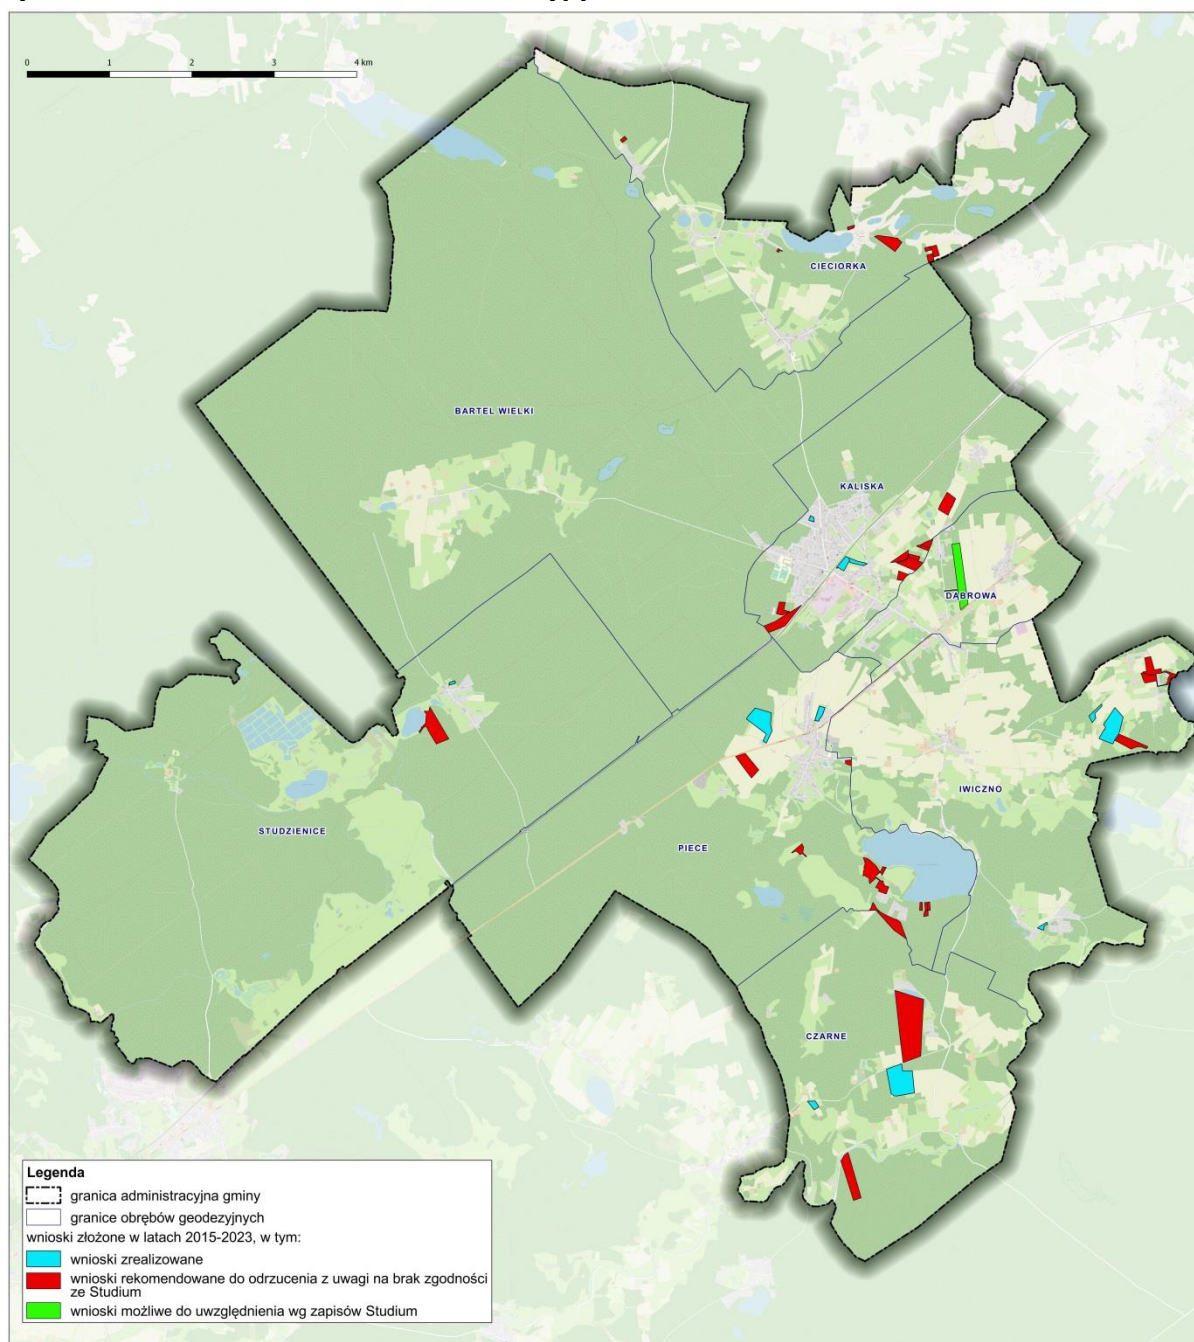 0 1 2 3 4 km
CIECIORKA
BARTEL WIELKI
KALISKA
DĄBROWA
IWICZNO
STUDZIENICE
PIECE
CZARNE
Legenda
granica administracyjna gminy
granice obrębów geodezyjnych
wnioski złożone w latach 2015-2023, w tym:
wnioski zrealizowane
wnioski rekomendowane do odrzucenia z uwagi na brak zgodności
ze Studium
wnioski możliwe do uwzględnienia wg zapisów Studium